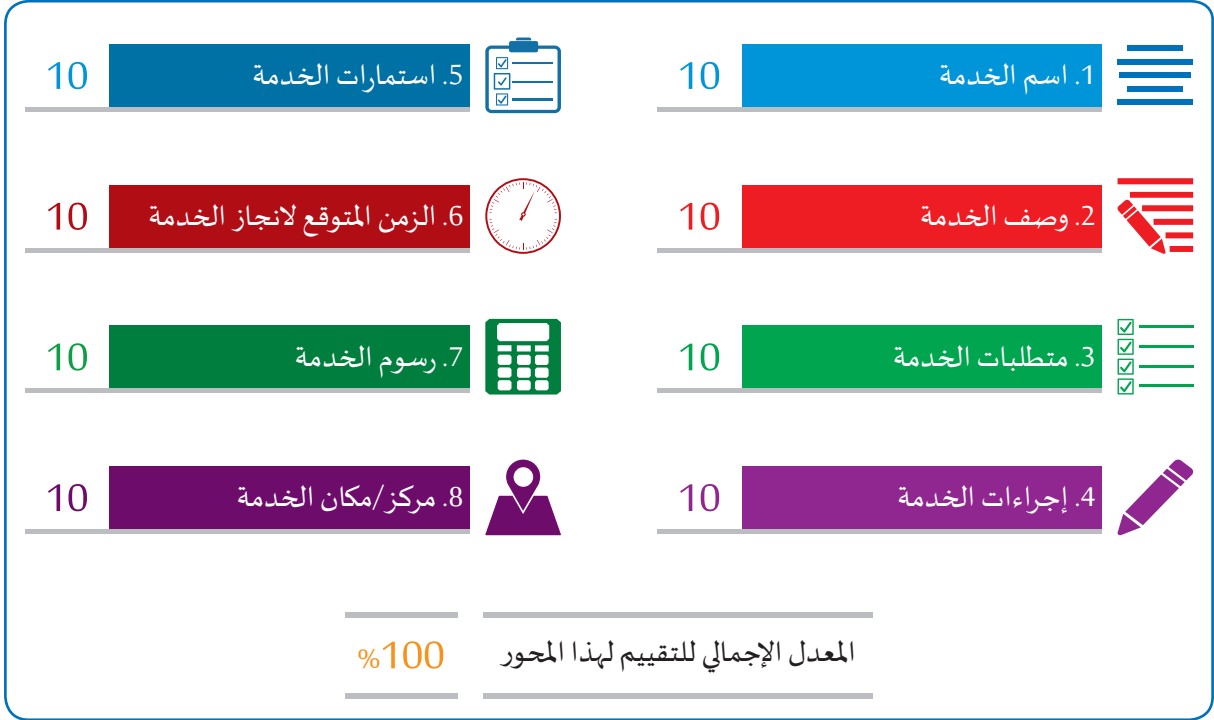 1. اسم الخدمة 10
2. وصف الخدمة 10
3. متطلبات الخدمة 10
4. إجراءات الخدمة 10
5. استمارات الخدمة 10
6. الزمن المتوقع لانجاز الخدمة 10
7. رسوم الخدمة 10
8. مركز/مكان الخدمة 10
المعدل الإجمالي للتقييم لهذا المحور %100